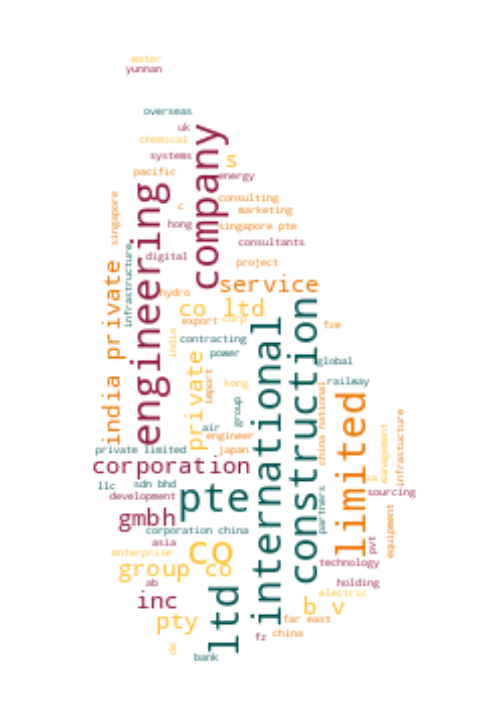 water
yunnan
overseas
uk
chemical
company
systems
s
pacific
energy
engineering
singapore
c
consulting
marketing
hong
singapore pte
consultants
infrastructure
digital
project
india private
hydro
service
co ltd
construction
export
corp
international
fze
india
contracting
private
power
global
import
kong
railway
group
china national
limited
air
engineer
infrastucture
management
private limited
japan
corporation
sa
llc
sdn bhd
pte
sourcing
development
partners
equipment
gmbh
corporation china
asia
co
pvt
enterprise
group co
technology
ab
holding
ltd
electric
inc
b v
pty
far east
fz
china
de
bank